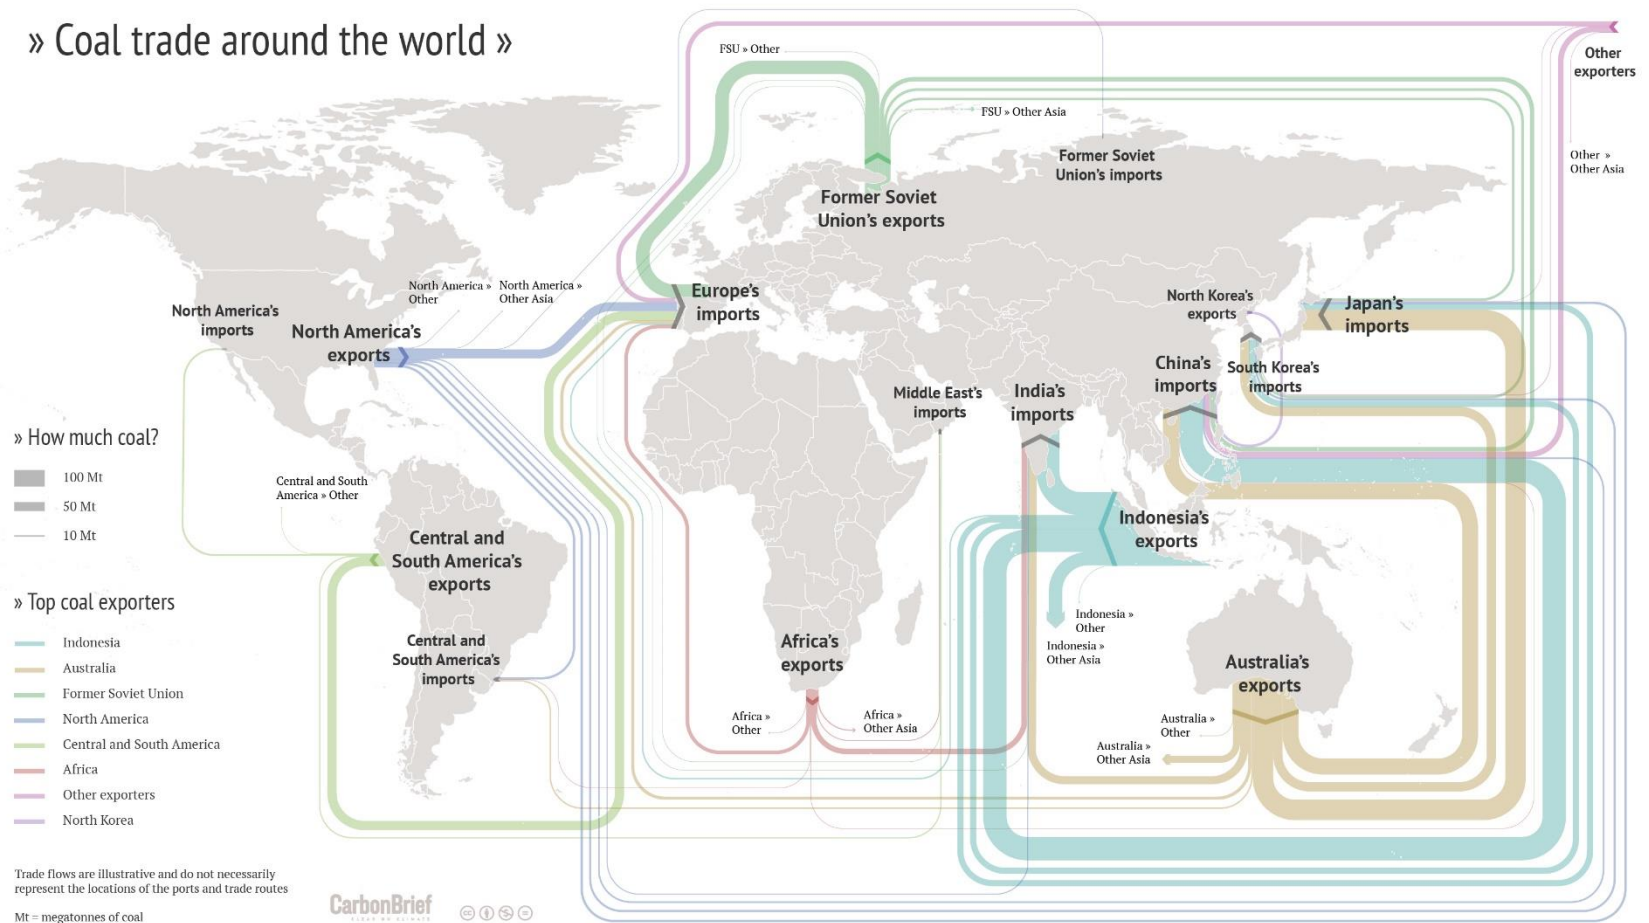 » Coal trade around the world »
FSU » Other
Other
exporters
FSU » Other Asia
Other »
Other Asia
Former Soviet
Union's imports
Former Soviet
Union's exports
North America »
Other
North America »
Other Asia
Europe's
imports
North Korea's
exports
Japan's
imports
North America's
imports
North America's
exports
China's
imports
South Korea's
imports
Middle East's
imports
India's
imports
» How much coal?
100 Mt
50 Mt
10 Mt
Central and South
America » Other
Central and
South America's
exports
Indonesia's
exports
» Top coal exporters
Indonesia
Australia
Former Soviet Union
North America
Central and South America
Africa
Other exporters
North Korea
Central and
South America's
imports
Africa's
exports
Indonesia »
Other
Indonesia »
Other Asia
Australia's
exports
Africa »
Other
Africa »
Other Asia
Australia »
Other
Australia »
Other Asia
Trade flows are illustrative and do not necessarily
represent the locations of the ports and trade routes
Mt = megatonnes of coal
CarbonBrief
CLEAR ON CLIMATE